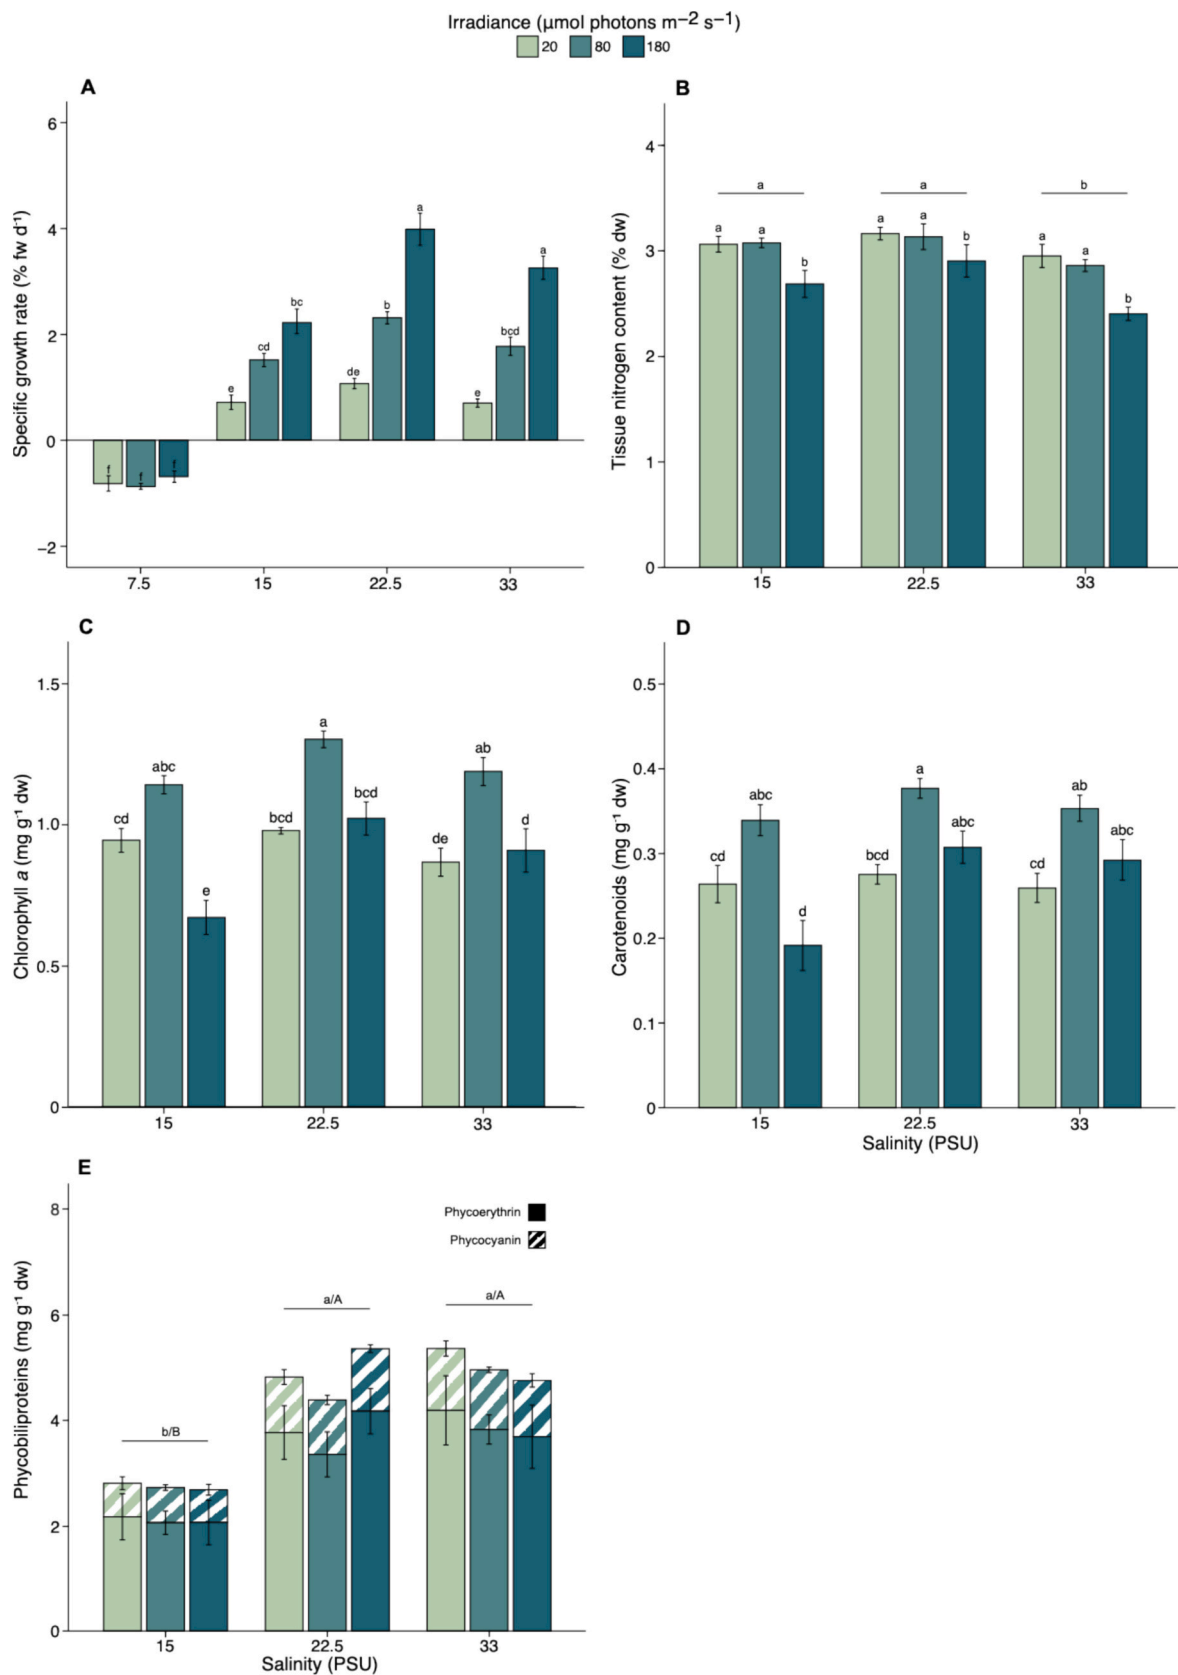 Irradiance (μmol photons m−2 s−1)
20 80 180
A
Specific growth rate (% fw d-1)
6
4
2
0
−2
f f f
e cd bc
de b a
e bcd a
7.5 15 22.5 33
B
Tissue nitrogen content (% dw)
4
3
2
1
0
a a b
a a b
a a b
a a b
15 22.5 33
C
Chlorophyll a (mg g-1 dw)
1.5
1.0
0.5
0
cd abc e
bcd a bcd
de ab d
15 22.5 33
D
Carotenoids (mg g-1 dw)
0.5
0.4
0.3
0.2
0.1
0
cd abc d
bcd a abc
cd ab abc
15 22.5 33
Salinity (PSU)
E
Phycobiliproteins (mg g-1 dw)
8
6
4
2
0
Phycoerythrin
Phycocyanin
b/B a/A a/A
15 22.5 33
Salinity (PSU)